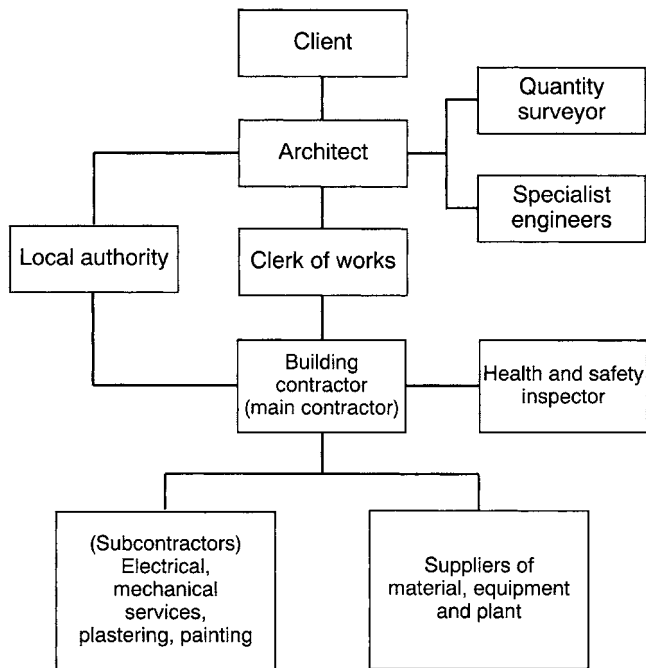 Client
Quantity
surveyor
Architect
Specialist
engineers
Local authority
Clerk of works
Building
contractor
(main contractor)
Health and safety
inspector
(Subcontractors)
Electrical,
mechanical
services,
plastering, painting
Suppliers of
material, equipment
and plant